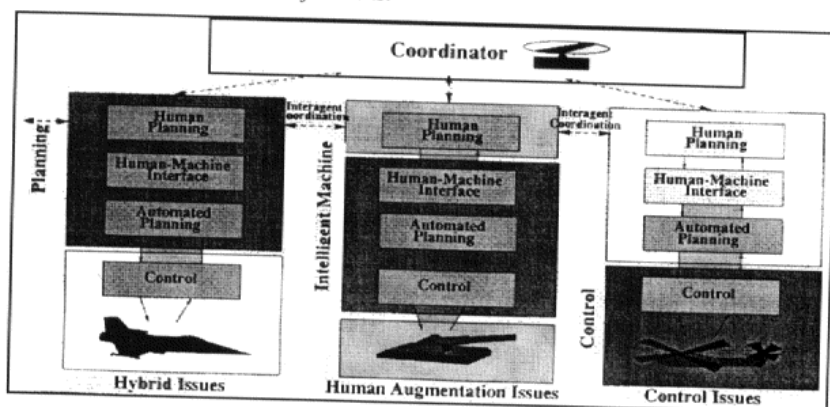 Coordinator
Planning
Human
Planning
Human-Machine
Interface
Automated
Planning
Control
Hybrid Issues
Interagent
Coordination
Intelligent Machine
Human
Planning
Human-Machine
Interface
Automated
Planning
Control
Human Augmentation Issues
Interagent
Coordination
Control
Human
Planning
Human-Machine
Interface
Automated
Planning
Control
Control Issues